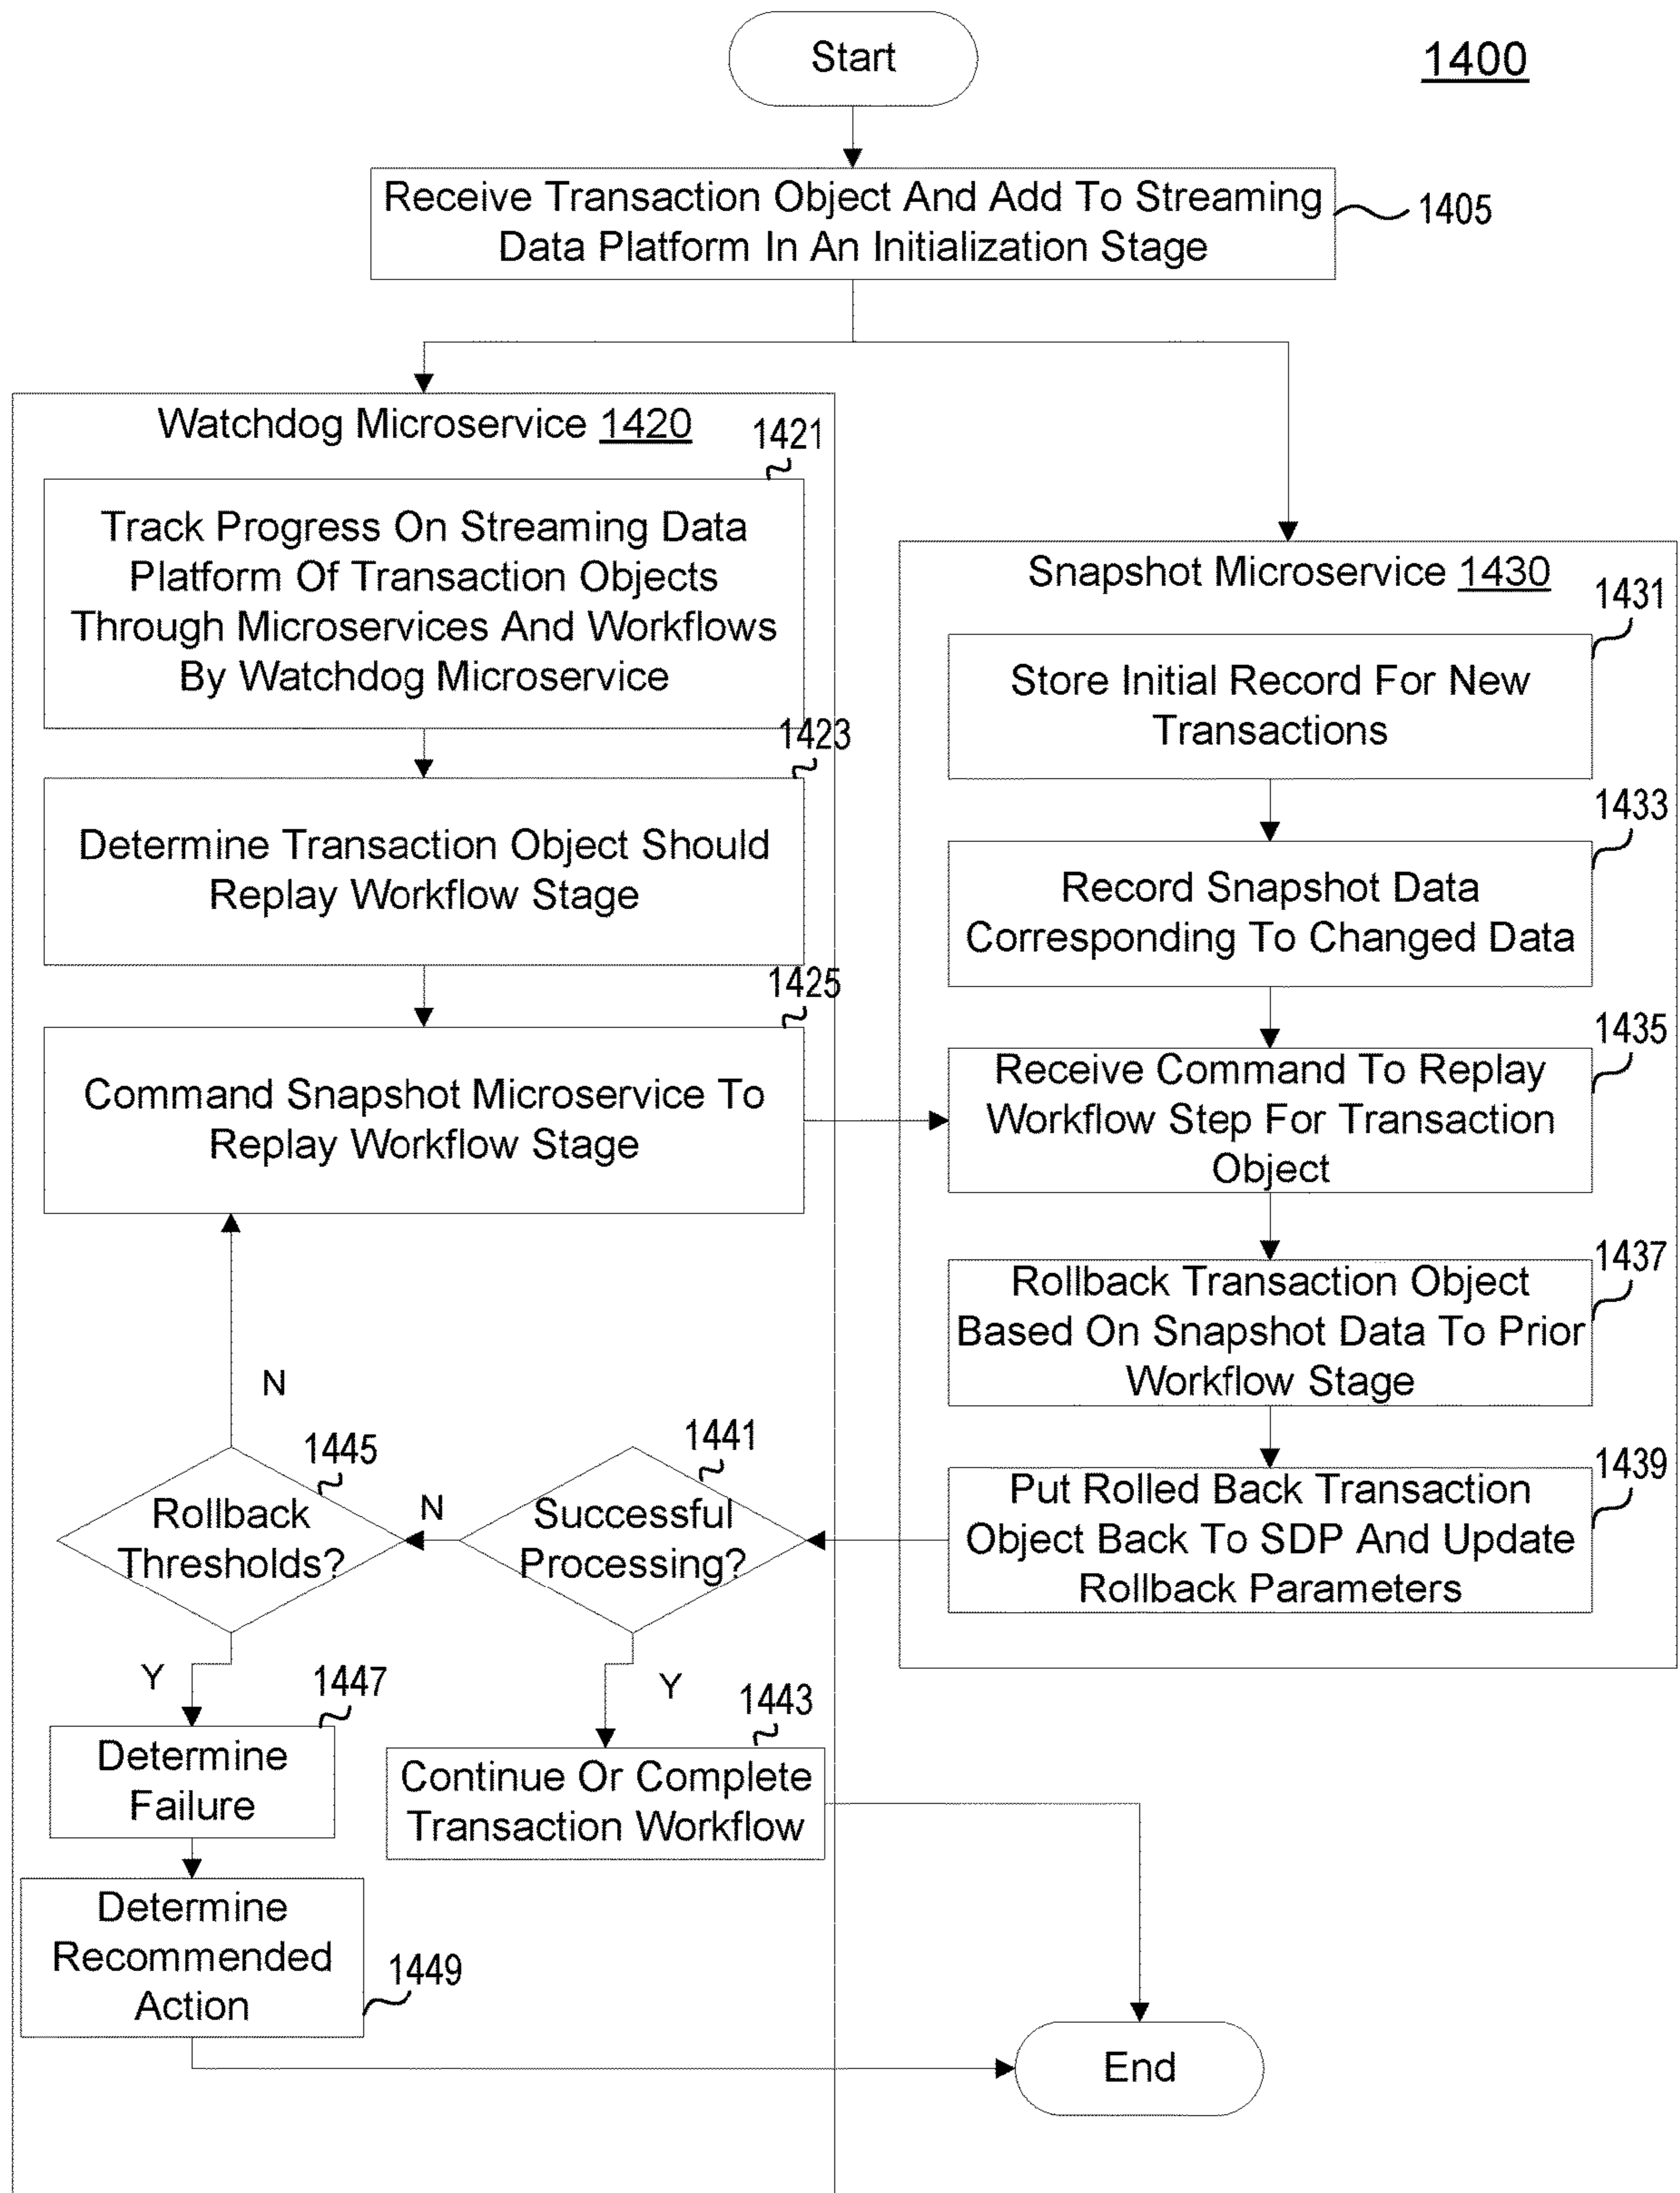 Start
1400
Receive Transaction Object And Add To Streaming
Data Platform In An Initialization Stage
1405
Watchdog Microservice 1420
1421
Track Progress On Streaming Data
Platform Of Transaction Objects
Through Microservices And Workflows
By Watchdog Microservice
1423
Determine Transaction Object Should
Replay Workflow Stage
1425
Command Snapshot Microservice To
Replay Workflow Stage
Snapshot Microservice 1430
1431
Store Initial Record For New
Transactions
1433
Record Snapshot Data
Corresponding To Changed Data
1435
Receive Command To Replay
Workflow Step For Transaction
Object
1437
Rollback Transaction Object
Based On Snapshot Data To Prior
Workflow Stage
1439
Put Rolled Back Transaction
Object Back To SDP And Update
Rollback Parameters
N
1445
Rollback
Thresholds?
N
1441
Successful
Processing?
Y
1447
Determine
Failure
Y
1443
Continue Or Complete
Transaction Workflow
Determine
Recommended
Action
1449
End